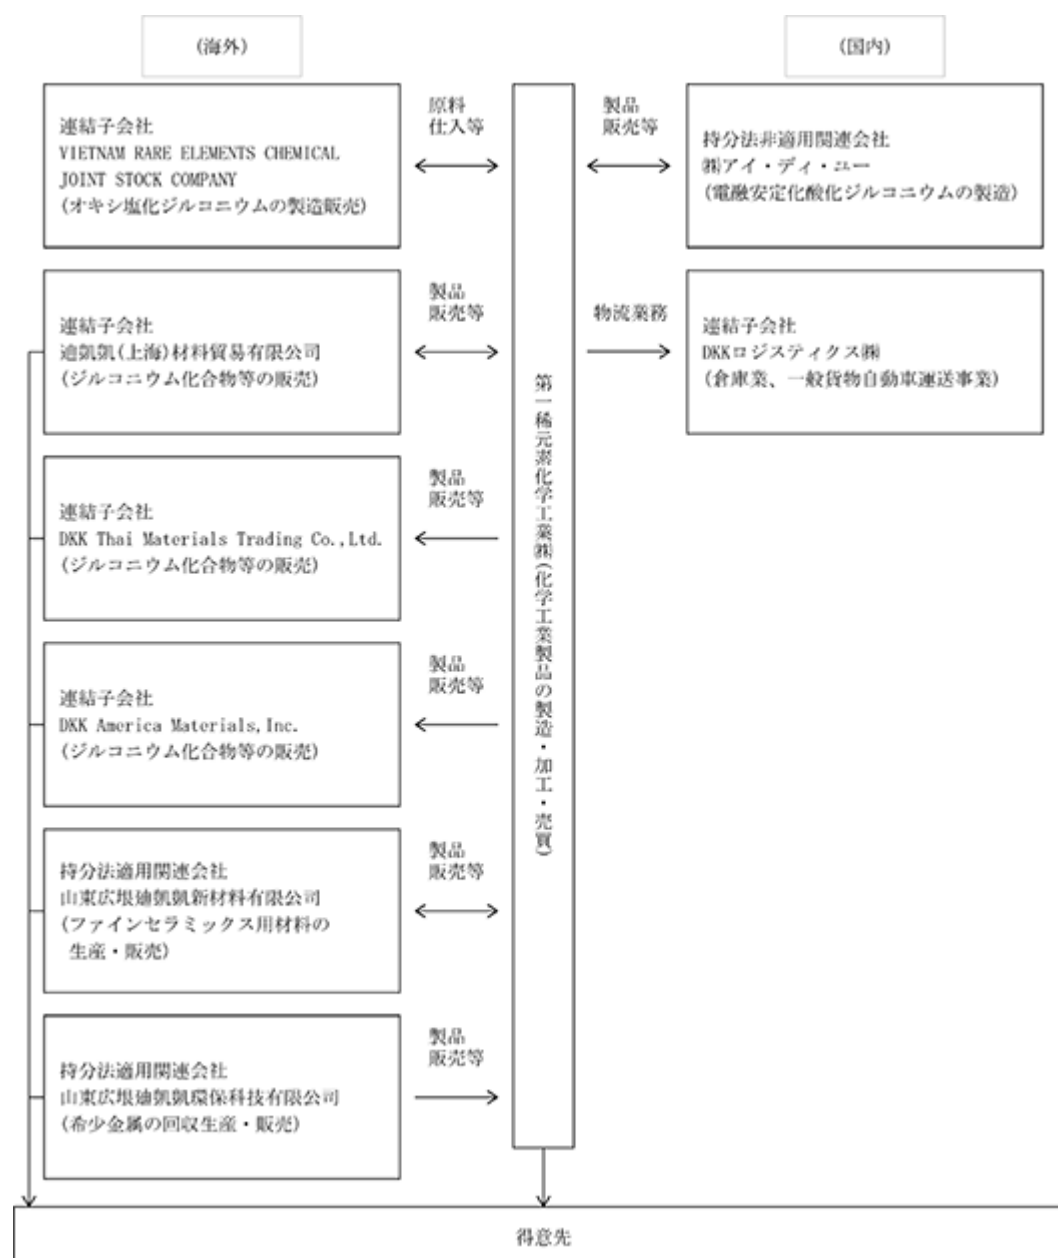 (海外)
(国内)
連結子会社
VIETNAM RARE ELEMENTS CHEMICAL
JOINT STOCK COMPANY
(オキシ塩化ジルコニウムの製造販売)
原料
仕入等
製品
販売等
持分法非適用関連会社
㈱アイ・ディ・ユー
(電融安定化酸化ジルコニウムの製造)
連結子会社
迪凱凱(上海)材料貿易有限公司
(ジルコニウム化合物等の販売)
製品
販売等
物流業務
連結子会社
DKKロジスティクス㈱
(倉庫業、一般貨物自動車運送事業)
第一稀元素化学工業㈱(化学工業製品の製造・加工・売買)
連結子会社
DKK Thai Materials Trading Co.,Ltd.
(ジルコニウム化合物等の販売)
製品
販売等
連結子会社
DKK America Materials,Inc.
(ジルコニウム化合物等の販売)
製品
販売等
持分法適用関連会社
山東広垠迪凱凱新材料有限公司
(ファインセラミックス用材料の
生産・販売)
製品
販売等
持分法適用関連会社
山東広垠迪凱凱環保科技有限公司
(希少金属の回収生産・販売)
製品
販売等
得意先